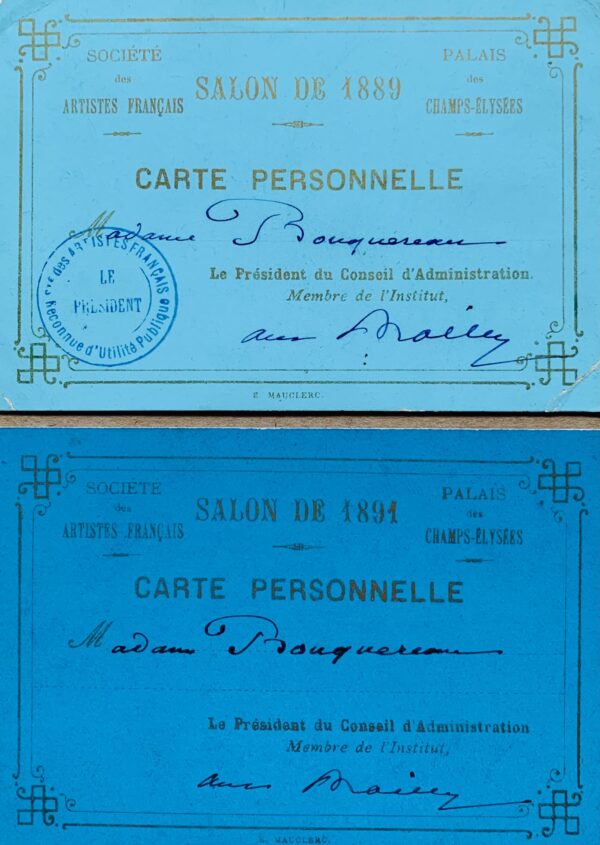 SOCIÉTÉ
des
ARTISTES FRANÇAIS
SALON DE 1889
PALAIS
des
CHAMPS-ÉLYSÉES
CARTE PERSONNELLE
Madame Bouguereau
Sté des ARTISTES FRANÇAIS
LE
PRÉSIDENT
Reconnue d'Utilité Publique
Le Président du Conseil d'Administration.
Membre de l'Institut,
E. MAUCLERC.
SOCIÉTÉ
des
ARTISTES FRANÇAIS
SALON DE 1891
PALAIS
des
CHAMPS-ÉLYSÉES
CARTE PERSONNELLE
Madame Bouguereau
Le Président du Conseil d'Administration
Membre de l'Institut,
E. MAUCLERC.